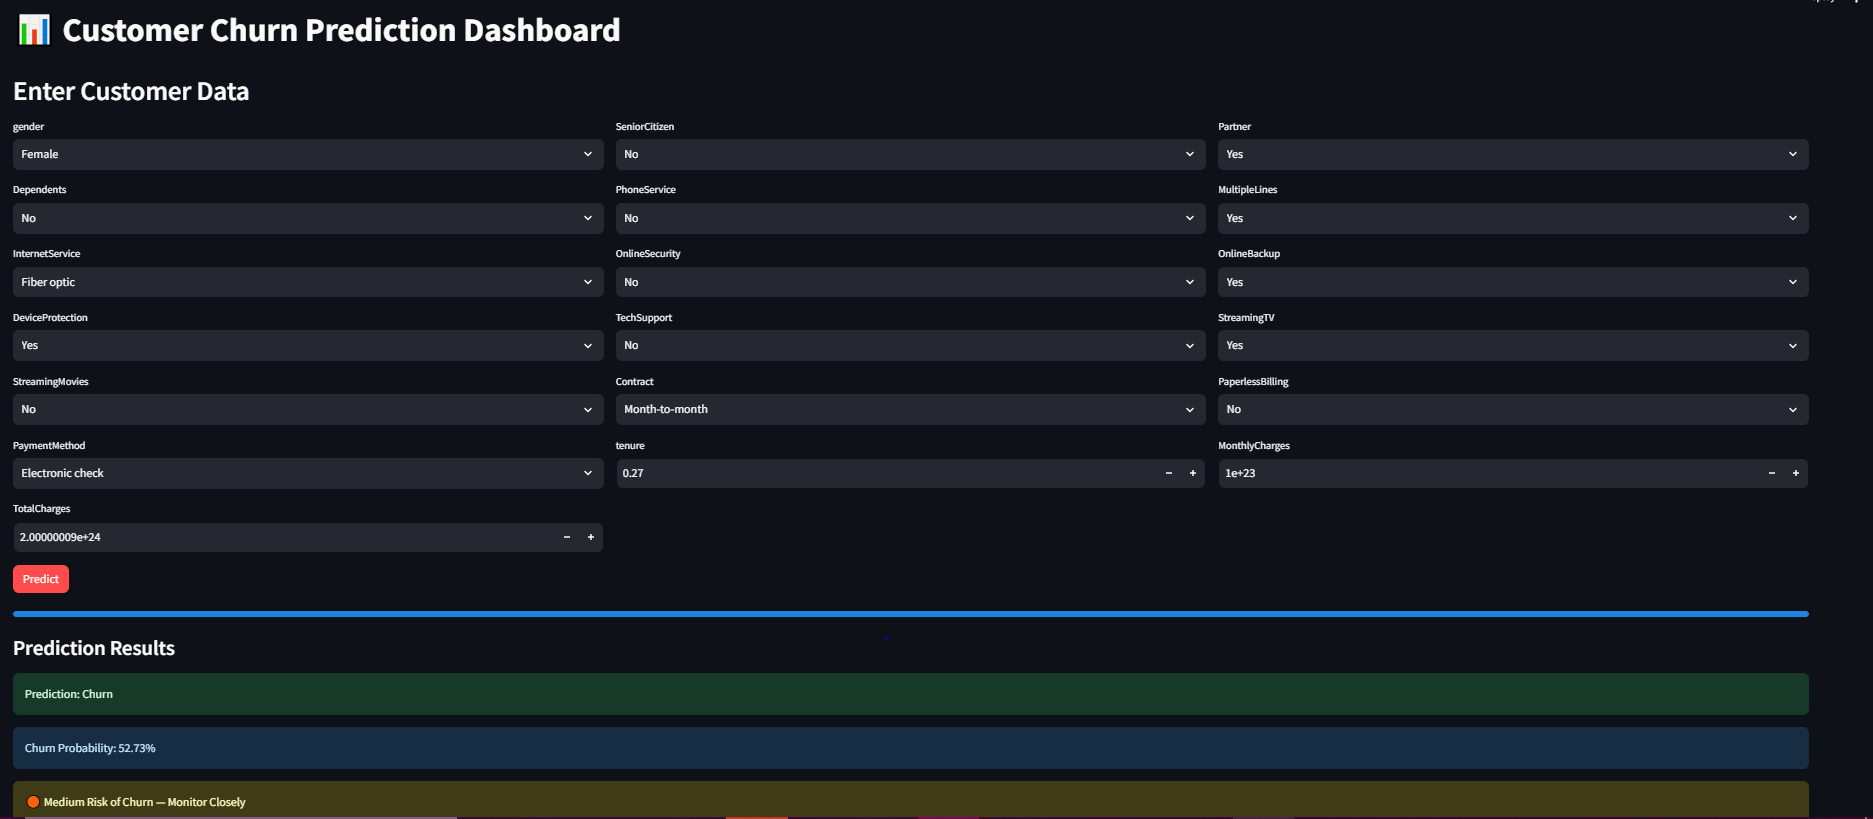 Customer Churn Prediction Dashboard
Enter Customer Data
gender
SeniorCitizen
Partner
Female
No
Yes
Dependents
PhoneService
MultipleLines
No
No
Yes
InternetService
OnlineSecurity
OnlineBackup
Fiber optic
No
Yes
DeviceProtection
TechSupport
StreamingTV
Yes
No
Yes
StreamingMovies
Contract
PaperlessBilling
No
Month-to-month
No
PaymentMethod
tenure
MonthlyCharges
Electronic check
0.27
1e+23
TotalCharges
2.00000009e+24
Predict
Prediction Results
Prediction: Churn
Churn Probability: 52.73%
Medium Risk of Churn — Monitor Closely